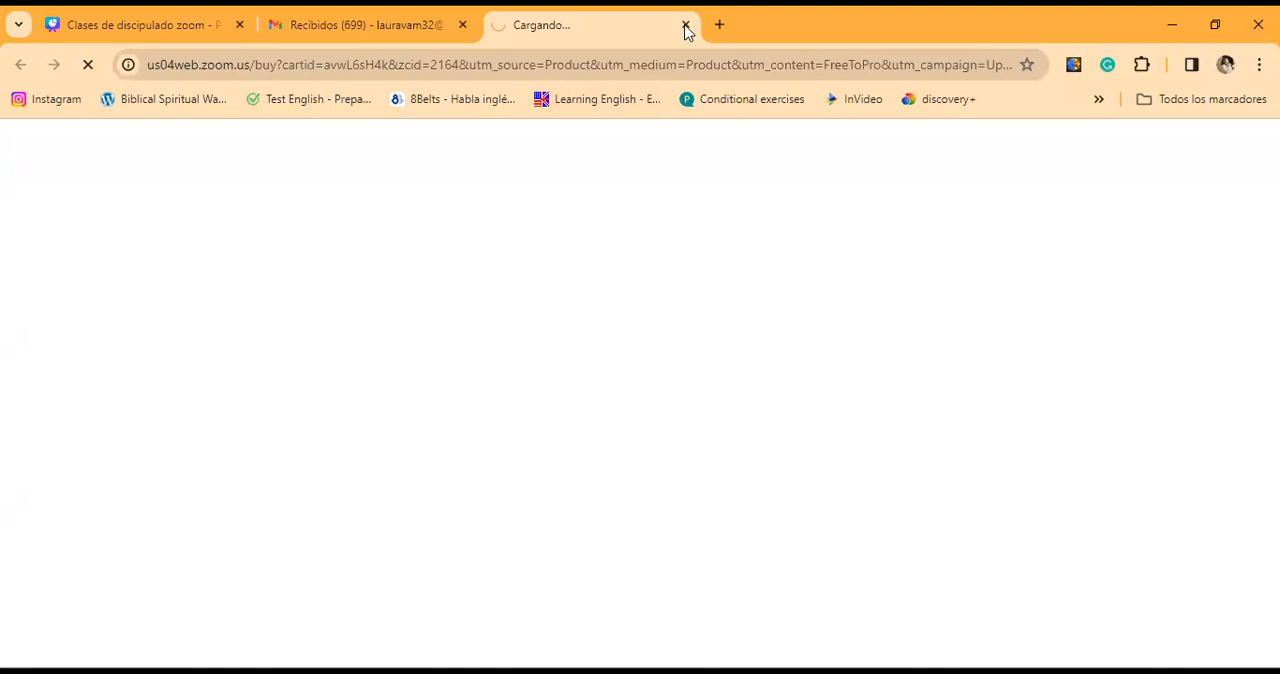 Clases de discipulado zoom - P
Recibidos (699) - lauravam32@
Cargando...
us04web.zoom.us/buy?cartid=avwL6sH4k&zcid=2164&utm_source=Product&utm_medium=Product&utm_content=FreeToPro&utm_campaign=Up...
Instagram
Biblical Spiritual Wa...
Test English - Prepa...
8Belts - Habla inglé...
Learning English - E...
Conditional exercises
InVideo
discovery+
Todos los marcadores